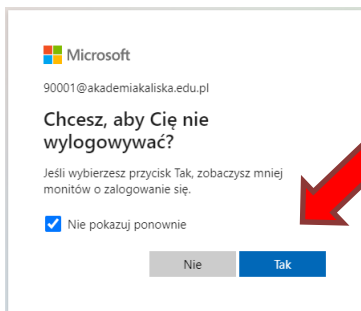 Microsoft
90001@akademiakaliska.edu.pl
Chcesz, aby Cię nie
wylogowywać?
Jeśli wybierzesz przycisk Tak, zobaczysz mniej
monitów o zalogowanie się.
Nie pokazuj ponownie
Nie Tak